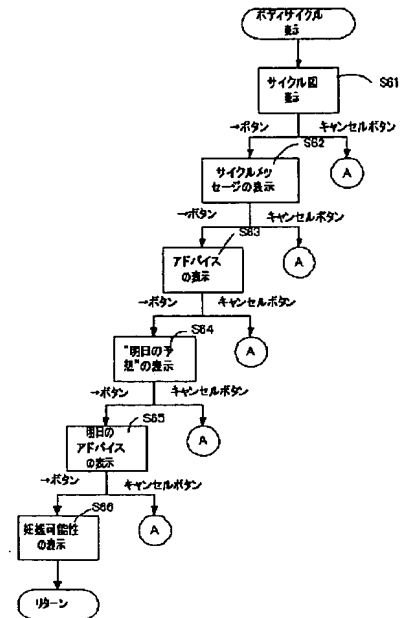 ボディサイクル
表示
サイクル図
表示
S61
→ボタン
キャンセルボタン
S62
サイクルメッ
セージの表示
A
→ボタン
キャンセルボタン
S63
アドバイス
の表示
A
→ボタン
キャンセルボタン
S64
"明日の予
想"の表示
A
→ボタン
キャンセルボタン
S65
明日の
アドバイス
の表示
A
→ボタン
キャンセルボタン
S66
妊娠可能性
の表示
A
リターン